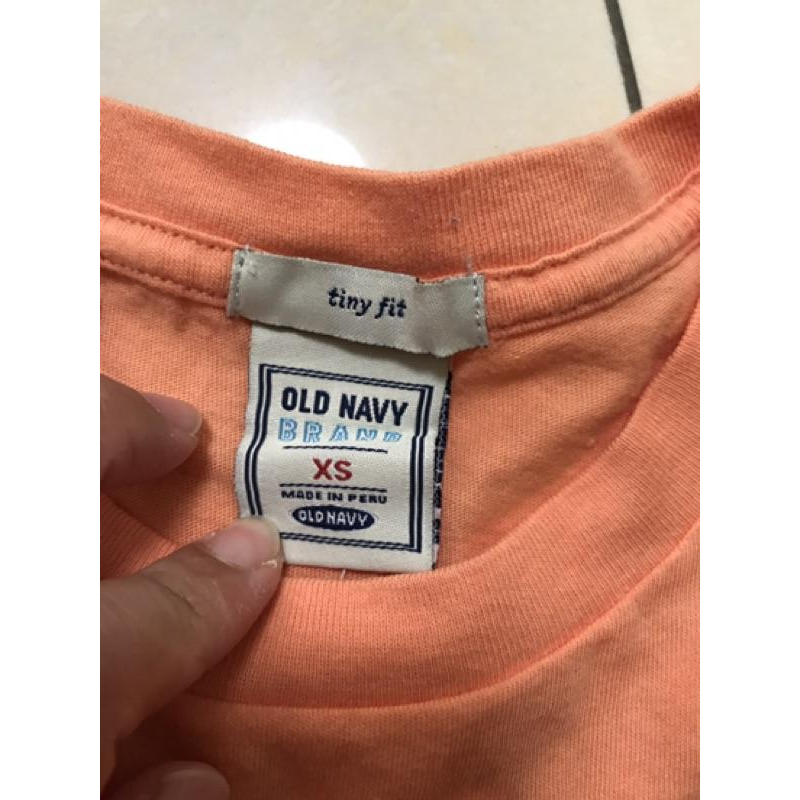 tiny fit
OLD NAVY
BRAND
XS
MADE IN PERU
OLD NAVY